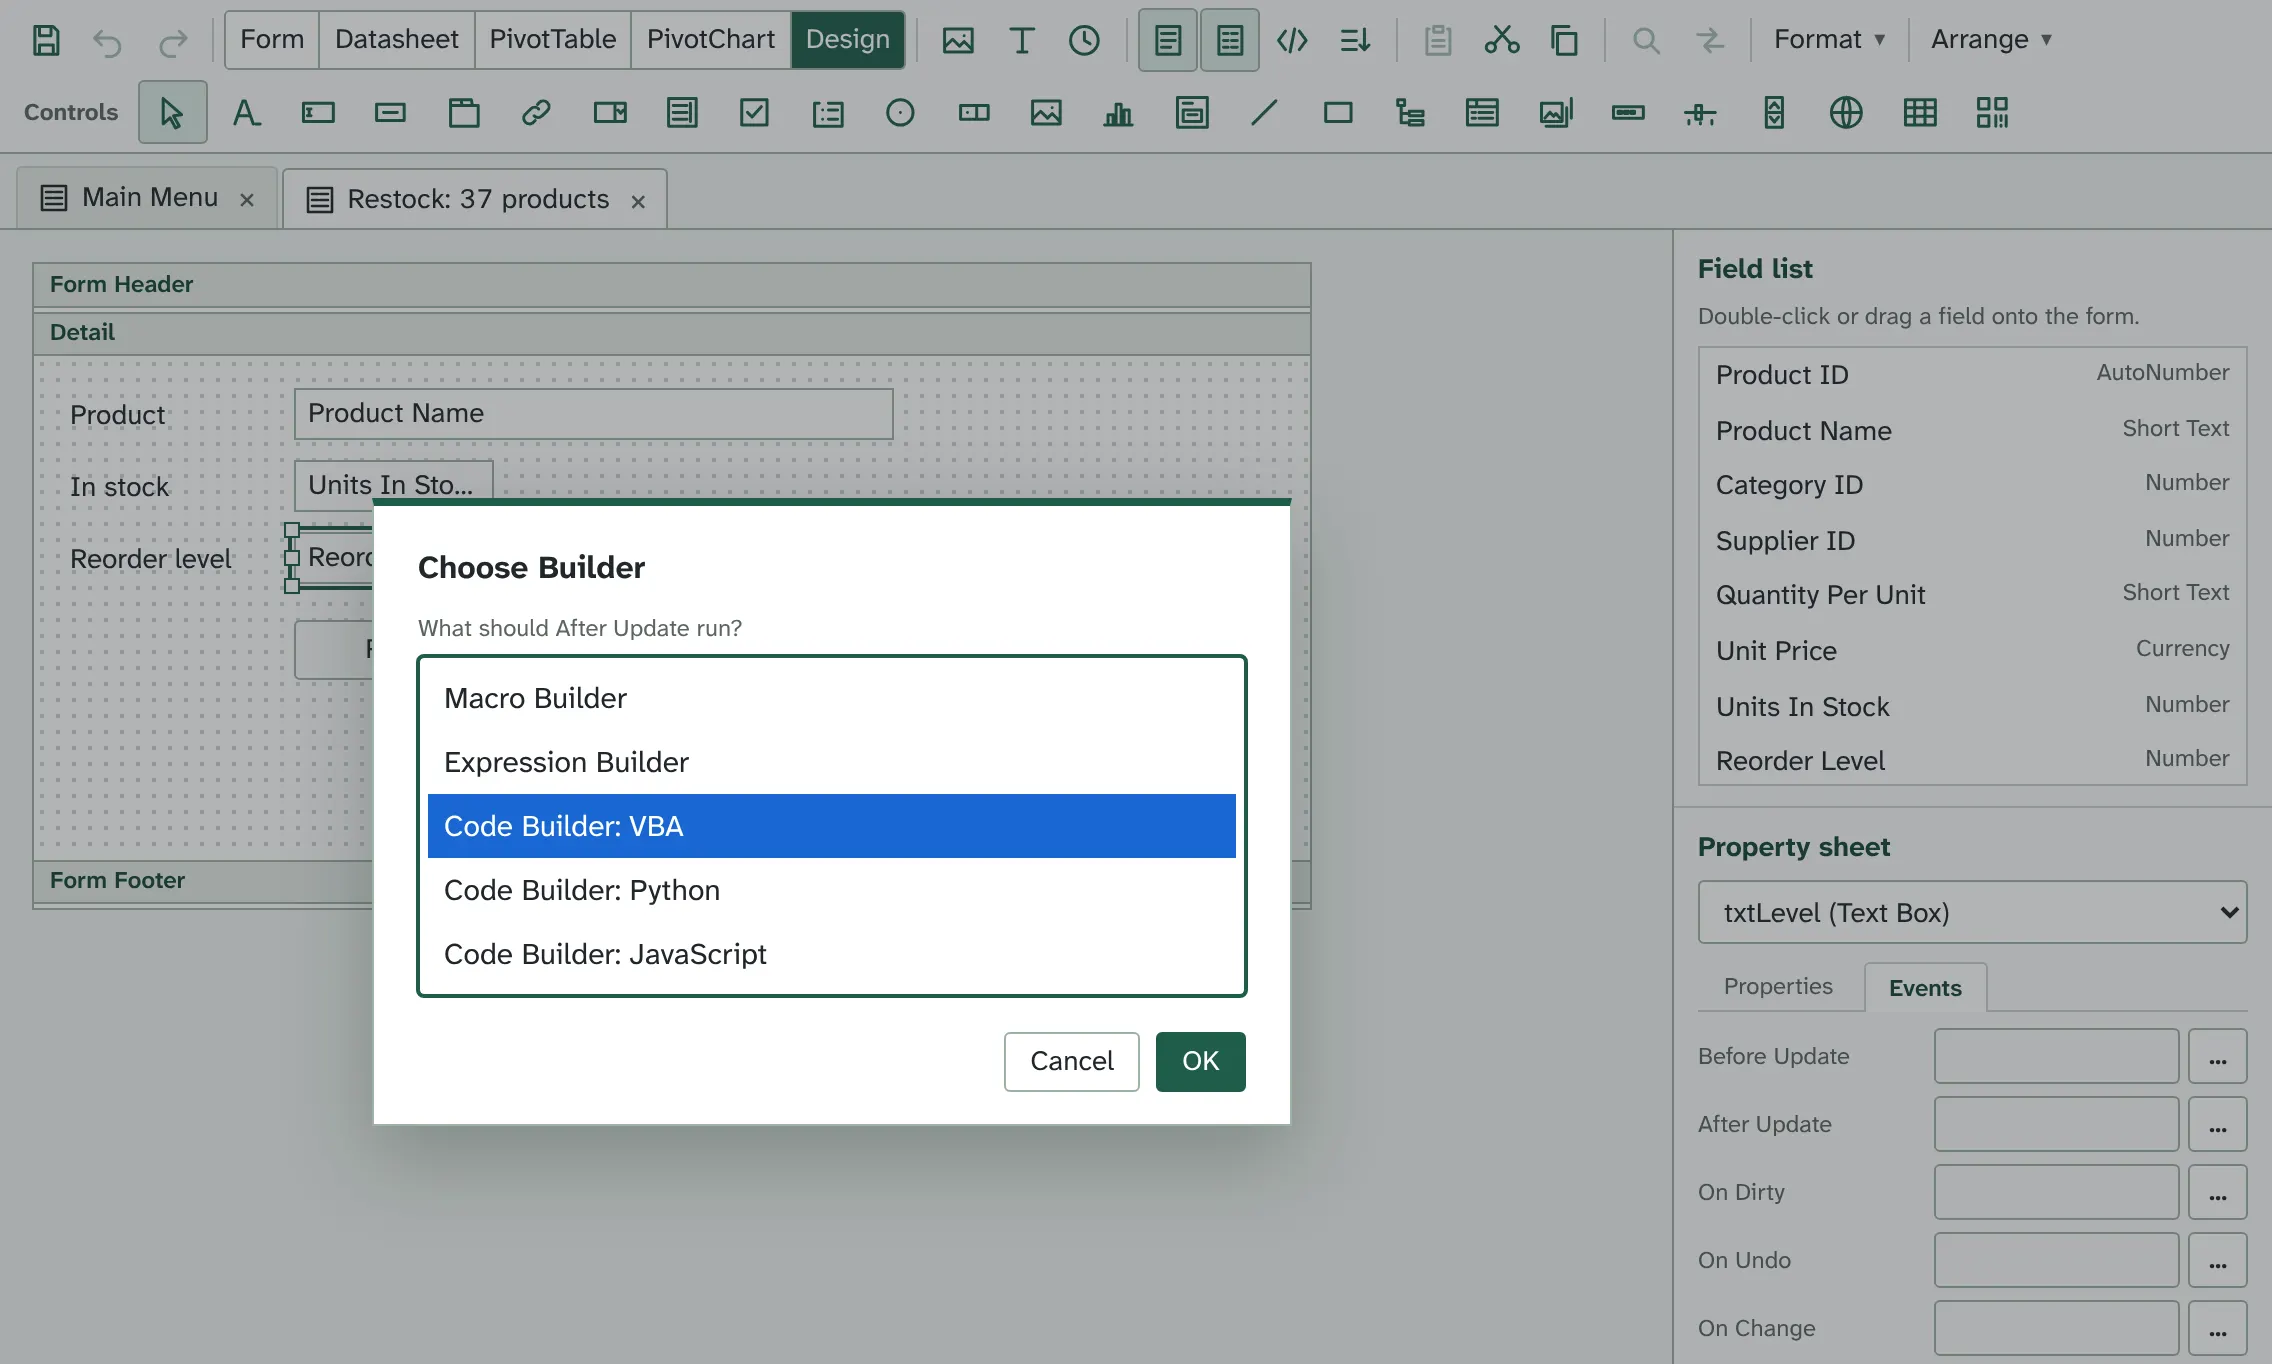 Form Datasheet PivotTable PivotChart Design Format Arrange
Controls
Main Menu
Restock: 37 products
Form Header
Detail
Product
Product Name
In stock
Units In Sto...
Reorder level
Form Footer
Choose Builder
What should After Update run?
Macro Builder
Expression Builder
Code Builder: VBA
Code Builder: Python
Code Builder: JavaScript
Cancel
OK
Field list
Double-click or drag a field onto the form.
Product ID AutoNumber
Product Name Short Text
Category ID Number
Supplier ID Number
Quantity Per Unit Short Text
Unit Price Currency
Units In Stock Number
Reorder Level Number
Property sheet
txtLevel (Text Box)
Properties Events
Before Update ...
After Update ...
On Dirty ...
On Undo ...
On Change ...